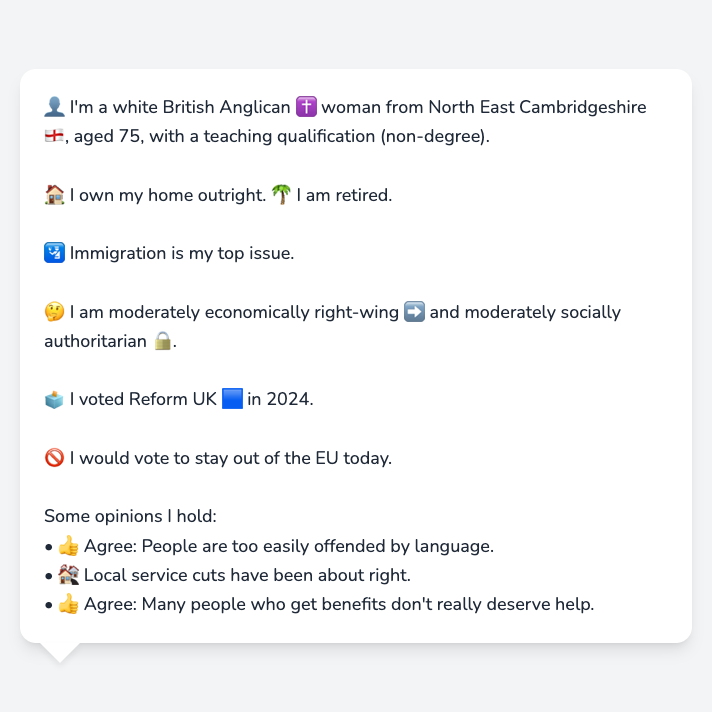 👤 I'm a white British Anglican ✝️ woman from North East Cambridgeshire
🏴󠁧󠁢󠁥󠁮󠁧󠁿, aged 75, with a teaching qualification (non-degree).
🏠 I own my home outright. 🌴 I am retired.
🛂 Immigration is my top issue.
🤔 I am moderately economically right-wing ➡️ and moderately socially
authoritarian 🔒.
🗳️ I voted Reform UK 🟦 in 2024.
🚫 I would vote to stay out of the EU today.
Some opinions I hold:
• 👍 Agree: People are too easily offended by language.
• 🏚️ Local service cuts have been about right.
• 👍 Agree: Many people who get benefits don't really deserve help.